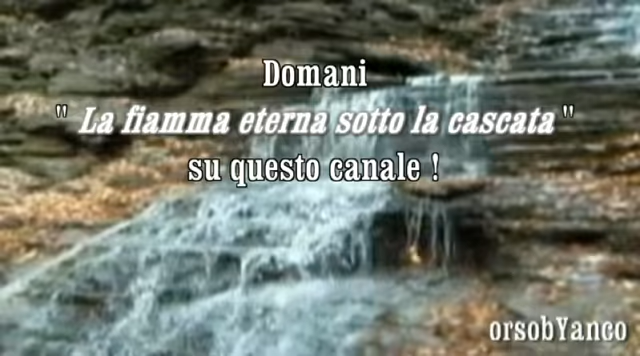 Domani
" La fiamma eterna sotto la cascata "
su questo canale !
orsobYanco